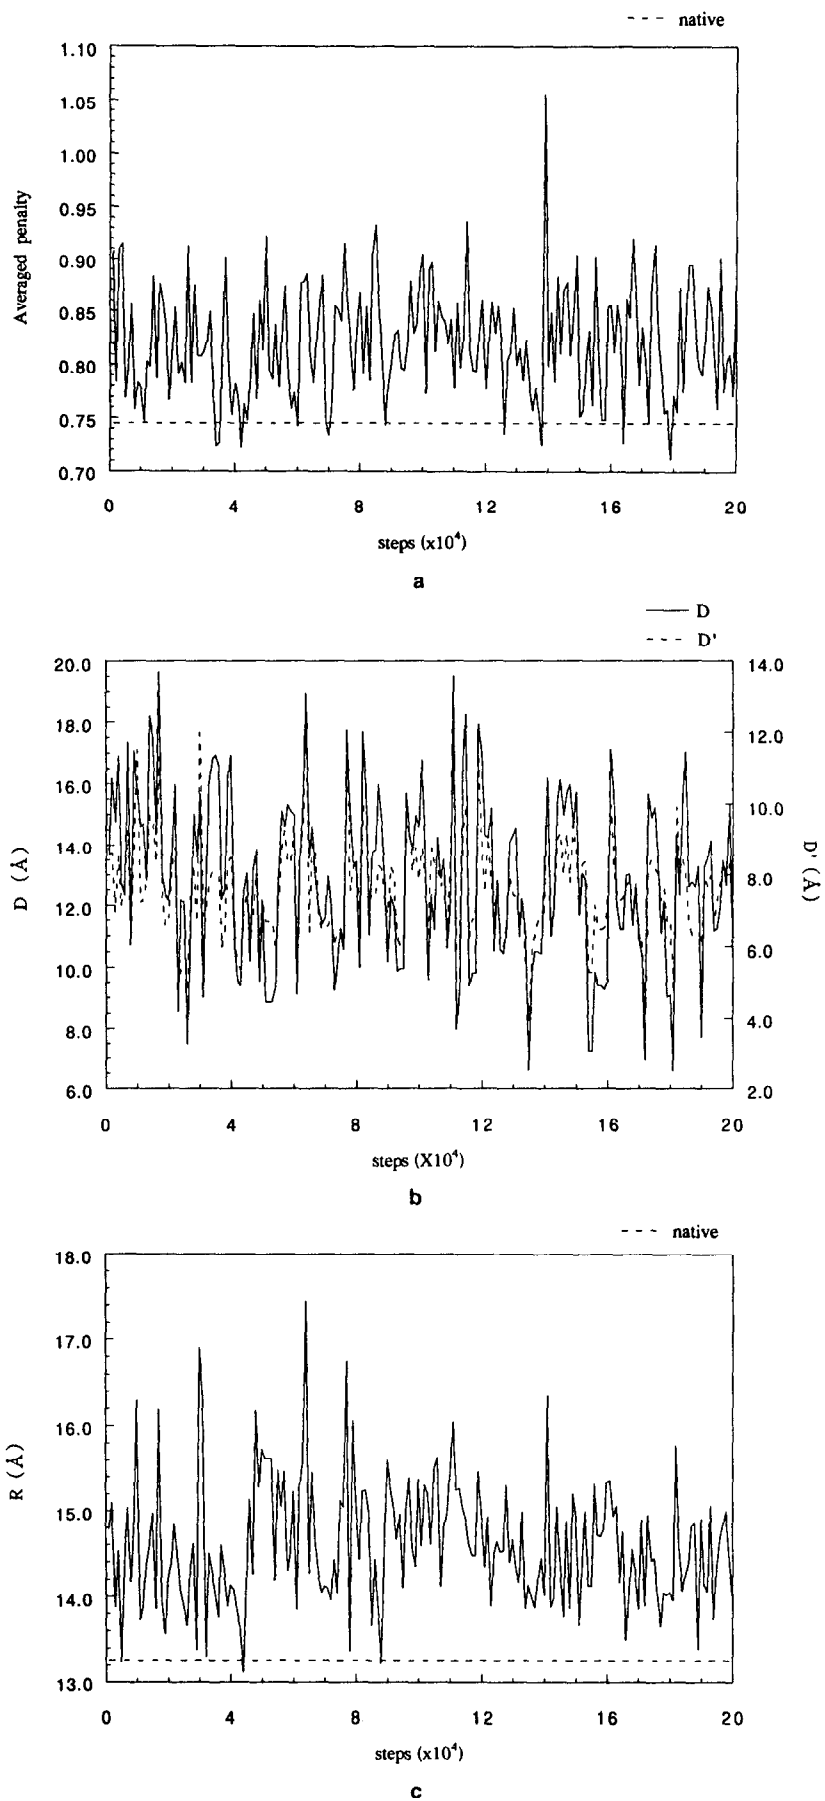 native
1.10
1.05
1.00
0.95
0.90
0.85
0.80
0.75
0.70
Averaged penalty
0 4 8 12 16 20
steps (x10⁴)
a
D
D'
20.0
18.0
16.0
14.0
12.0
10.0
8.0
6.0
D (Å)
14.0
12.0
10.0
8.0
6.0
4.0
2.0
D' (Å)
0 4 8 12 16 20
steps (X10⁴)
b
native
18.0
17.0
16.0
15.0
14.0
13.0
R (Å)
0 4 8 12 16 20
steps (x10⁴)
c